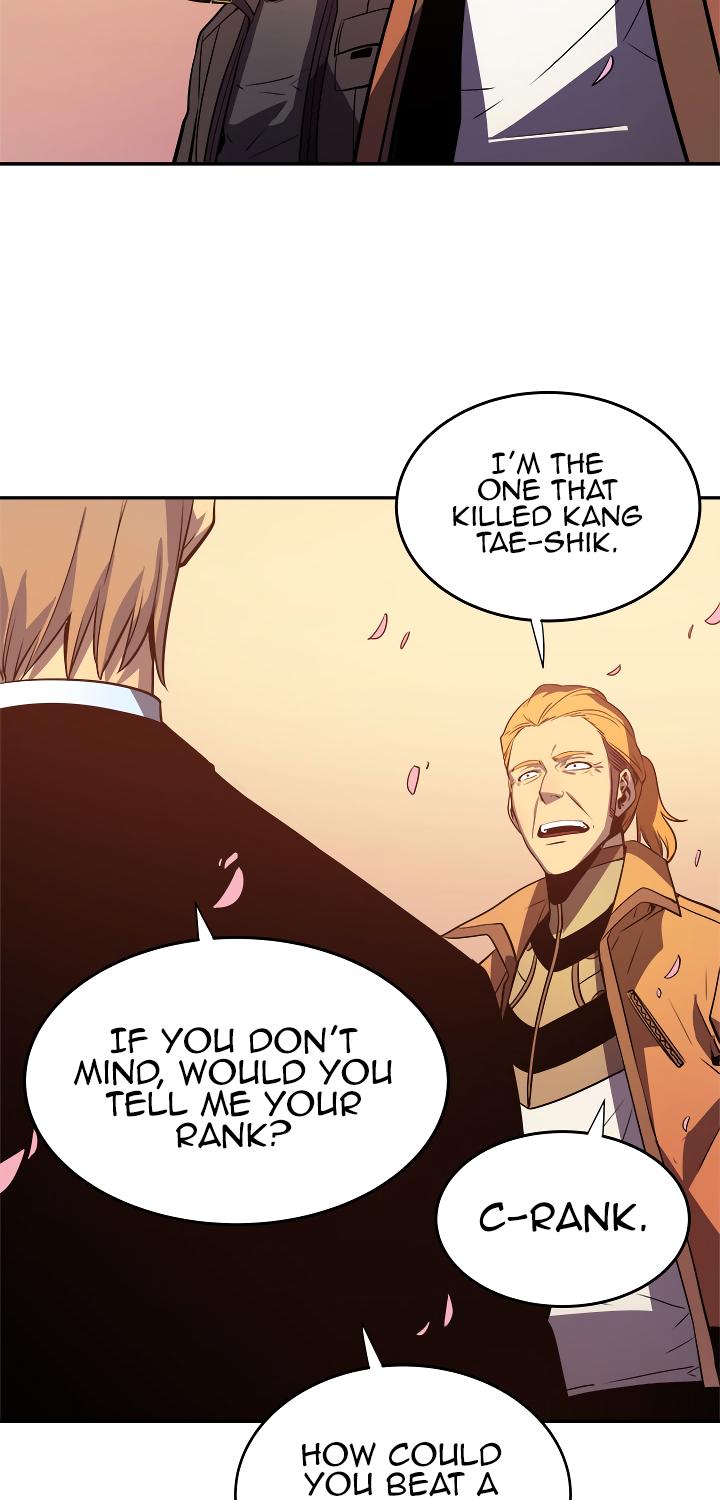 I'M THE
ONE THAT
KILLED KANG
TAE-SHIK.
IF YOU DON'T
MIND, WOULD YOU
TELL ME YOUR
RANK?
C-RANK.
HOW COULD
YOU BEAT A